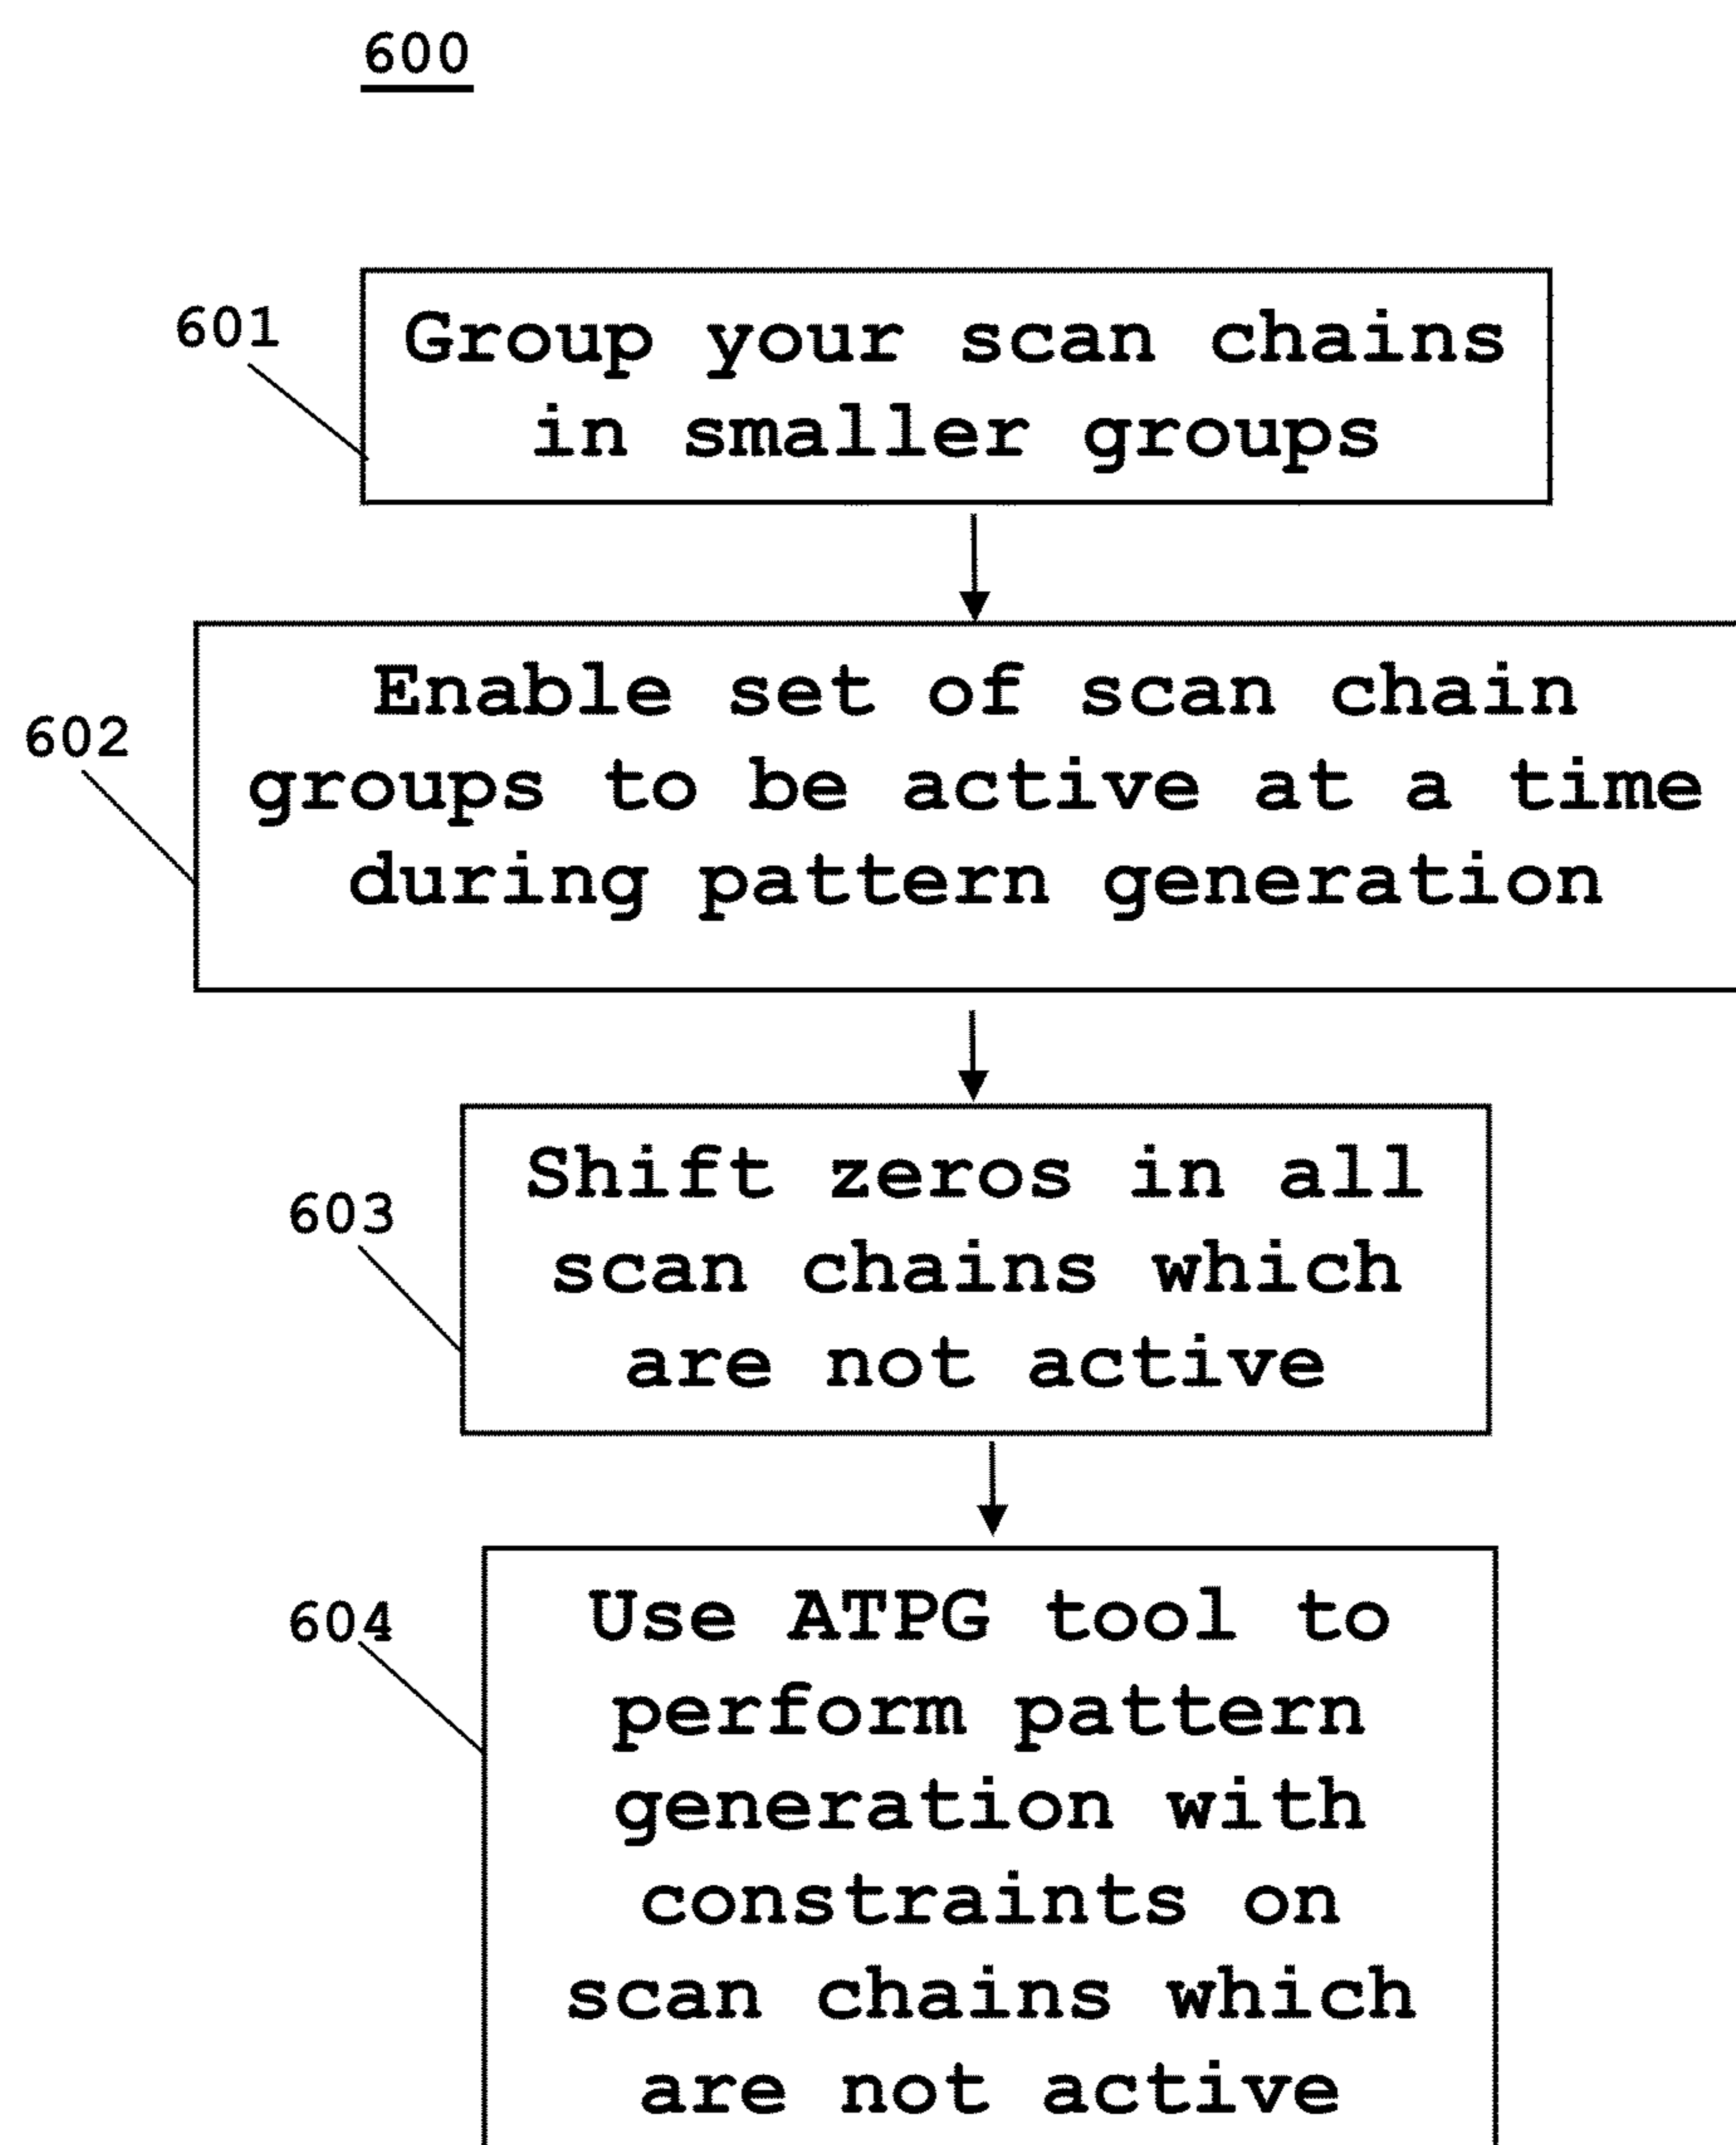 600
601
Group your scan chains
in smaller groups
602
Enable set of scan chain
groups to be active at a time
during pattern generation
603
Shift zeros in all
scan chains which
are not active
604
Use ATPG tool to
perform pattern
generation with
constraints on
scan chains which
are not active